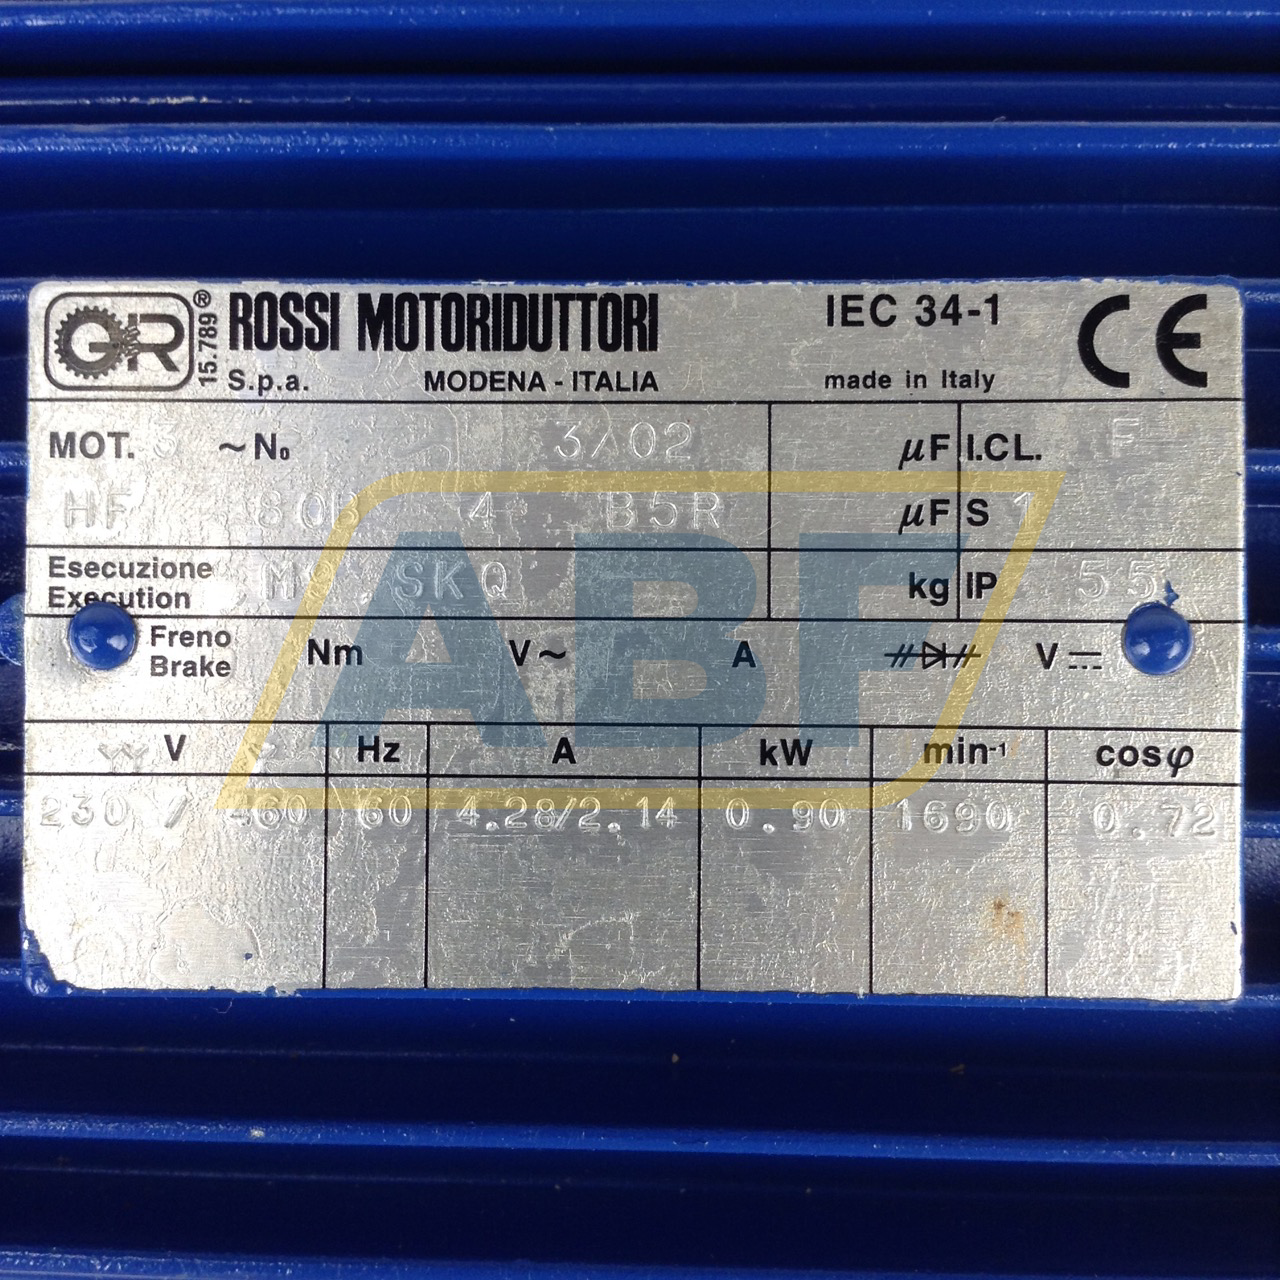 GR
15.789
®
ROSSI MOTORIDUTTORI
S.p.a. MODENA - ITALIA
IEC 34-1
made in Italy
CE
MOT. 3 ~ No 3/02 µF I.CL. F
HF 80B 4 B5R µF S 1
Esecuzione
Execution SKQ kg IP 55
Freno
Brake Nm V~ A V
YY V Y Hz A kW min-1 cosφ
230 / 460 60 4.28/2.14 0.90 1690 0.72
ABF